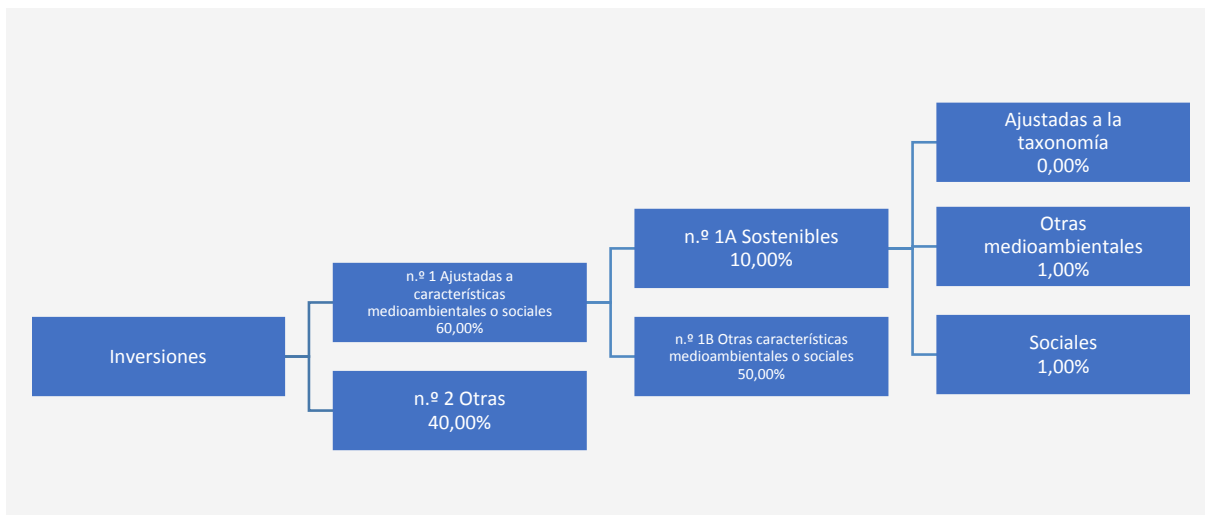 Inversiones
n.º 1 Ajustadas a
características
medioambientales o sociales
60,00%
n.º 2 Otras
40,00%
n.º 1A Sostenibles
10,00%
n.º 1B Otras características
medioambientales o sociales
50,00%
Ajustadas a la
taxonomía
0,00%
Otras
medioambientales
1,00%
Sociales
1,00%